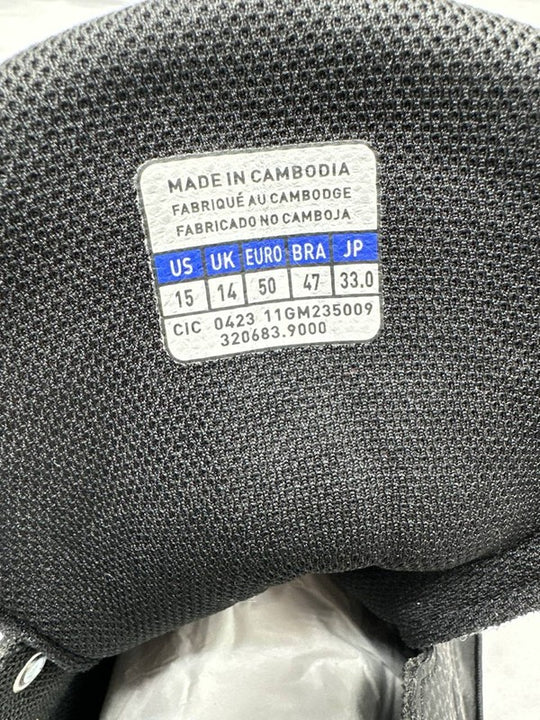 MADE IN CAMBODIA
FABRIQUÉ AU CAMBODGE
FABRICADO NO CAMBOJA
US UK EURO BRA JP
15 14 50 47 33.0
CIC 0423 11GM235009
320683.9000